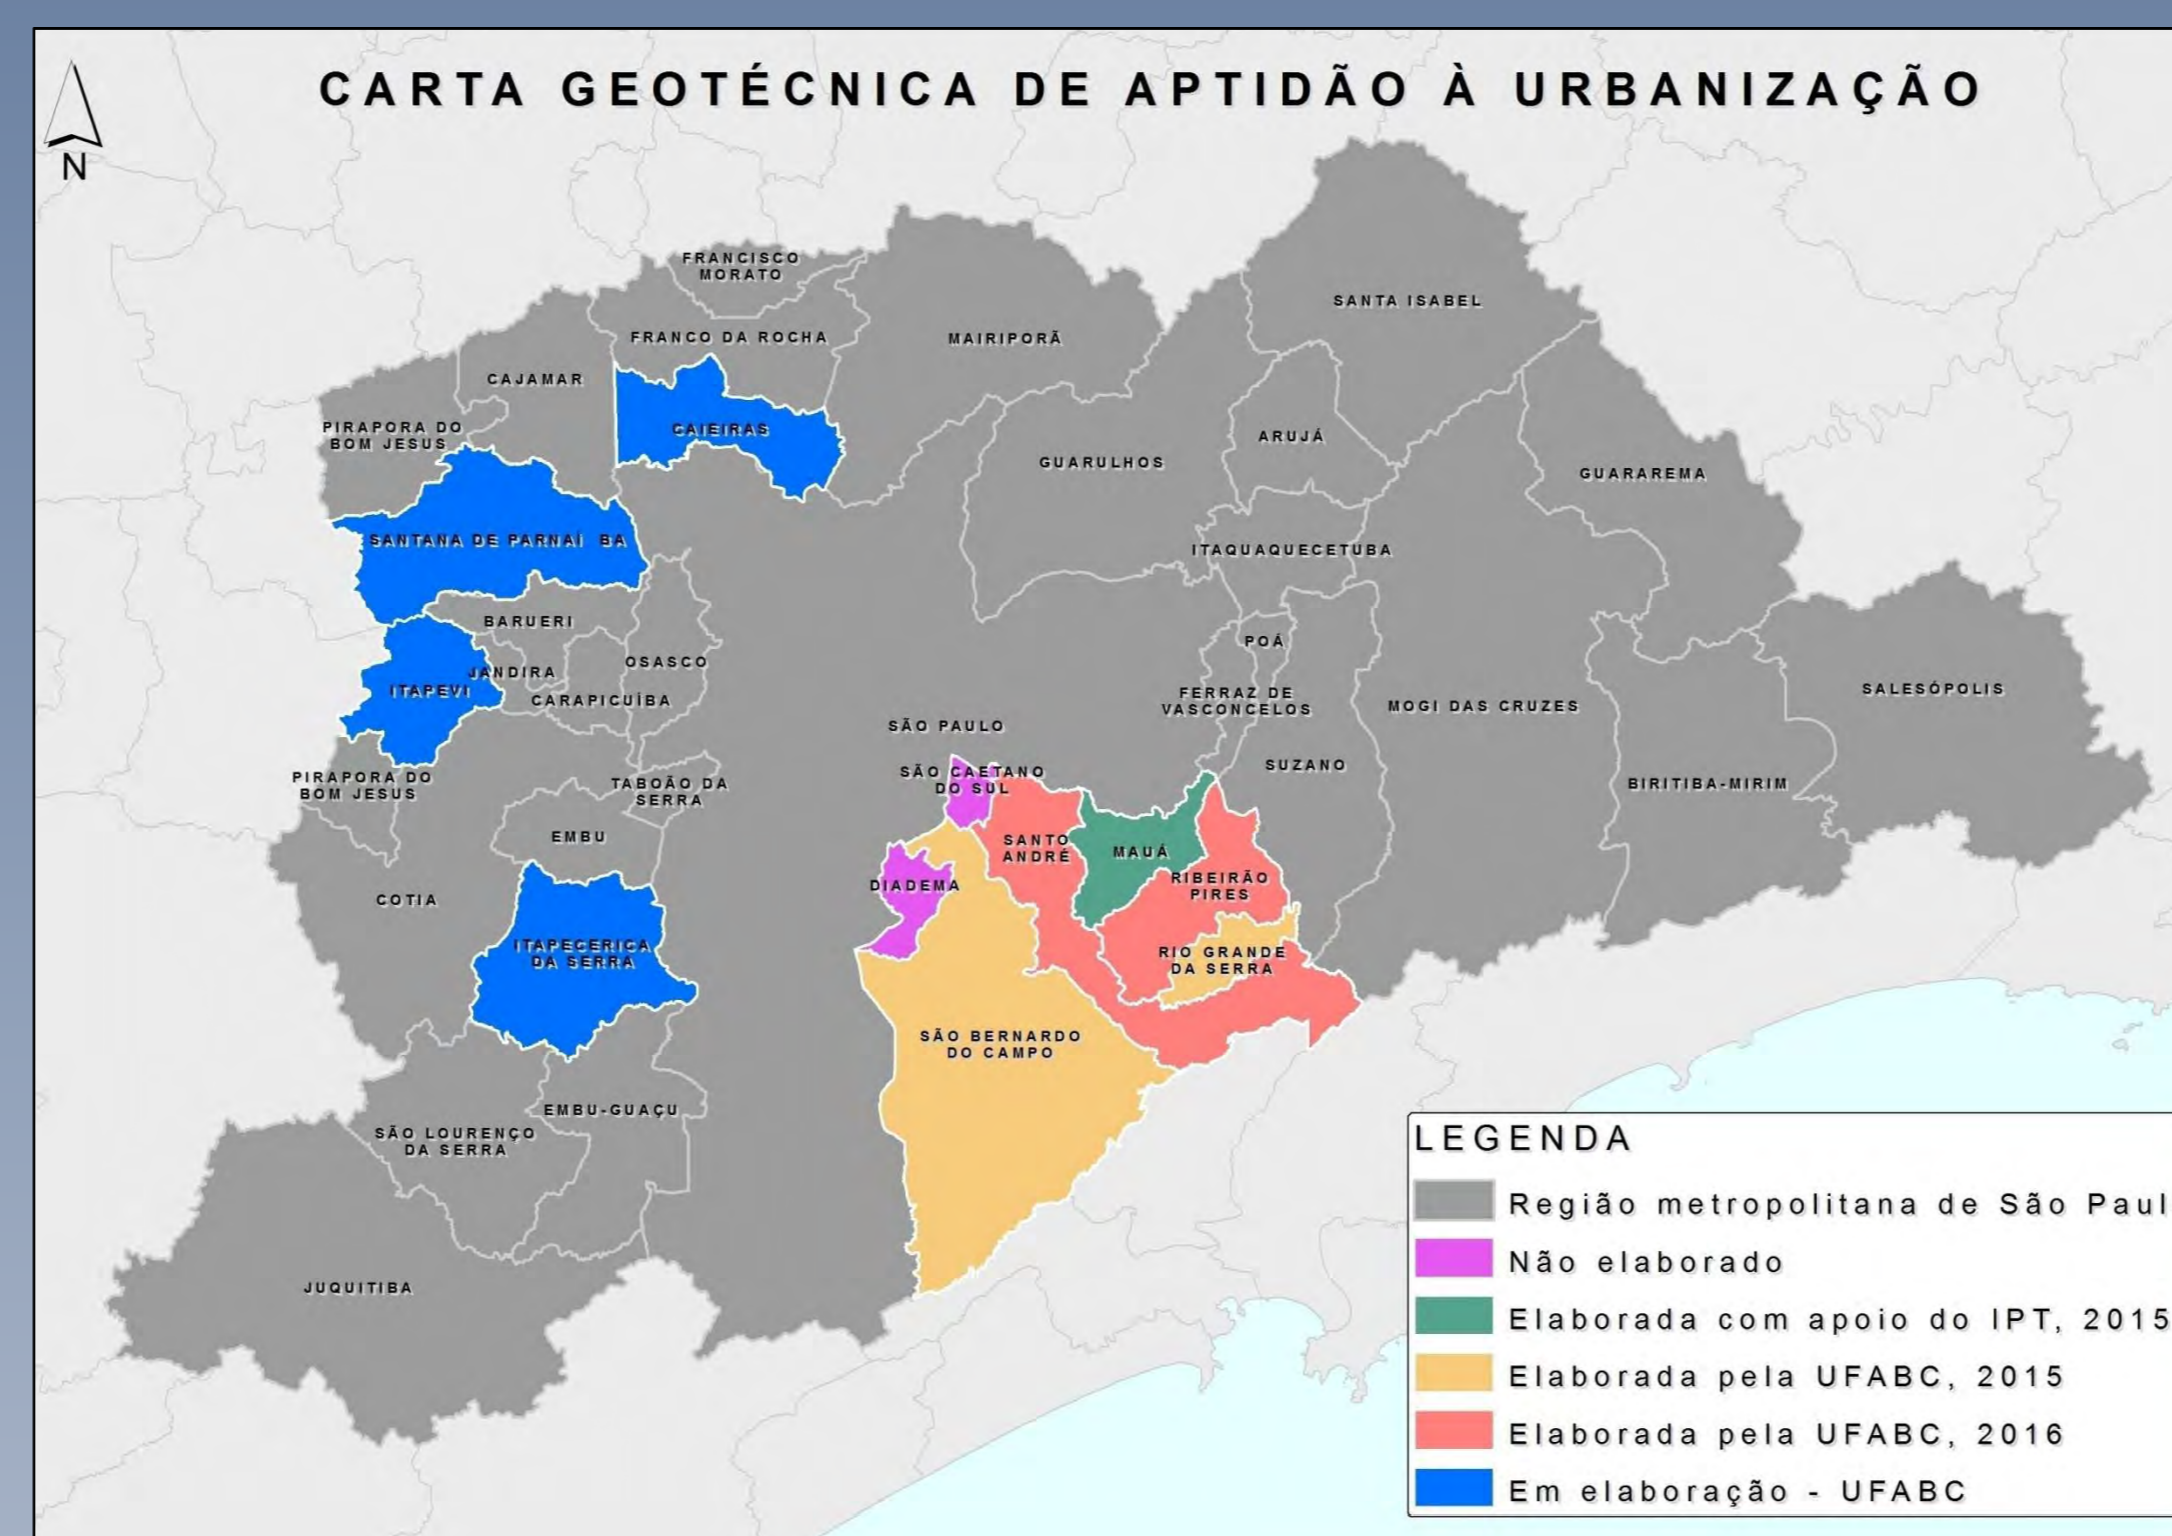 CARTA GEOTÉCNICA DE APTIDÃO À URBANIZAÇÃO
N
FRANCISCO
MORATO
SANTA ISABEL
FRANCO DA ROCHA
MAIRIPORÃ
CAJAMAR
PIRAPORA DO
BOM JESUS
CAIEIRAS
ARUJÁ
GUARULHOS
GUARAREMA
SANTANA DE PARNAÍ BA
ITAQUAQUECETUBA
BARUERI
POÁ
OSASCO
JANDIRA
ITAPEVI
CARAPICUÍBA
FERRAZ DE
VASCONCELOS
MOGI DAS CRUZES
SALESÓPOLIS
SÃO PAULO
SÃO CAETANO
DO SUL
SUZANO
PIRAPORA DO
BOM JESUS
TABOÃO DA
SERRA
BIRITIBA-MIRIM
EMBU
SANTO
ANDRÉ
MAUÁ
DIADEMA
RIBEIRÃO
PIRES
COTIA
ITAPECERICA
DA SERRA
RIO GRANDE
DA SERRA
SÃO BERNARDO
DO CAMPO
EMBU-GUAÇU
SÃO LOURENÇO
DA SERRA
JUQUITIBA
LEGENDA
Região metropolitana de São Paul
Não elaborado
Elaborada com apoio do IPT, 2015
Elaborada pela UFABC, 2015
Elaborada pela UFABC, 2016
Em elaboração - UFABC